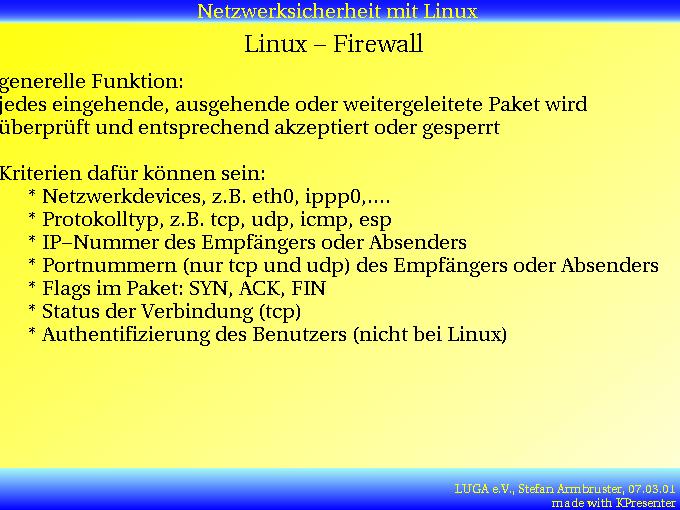 Netzwerksicherheit mit Linux
Linux – Firewall
generelle Funktion:
jedes eingehende, ausgehende oder weitergeleitete Paket wird
überprüft und entsprechend akzeptiert oder gesperrt
Kriterien dafür können sein:
* Netzwerkdevices, z.B. eth0, ippp0,....
* Protokolltyp, z.B. tcp, udp, icmp, esp
* IP–Nummer des Empfängers oder Absenders
* Portnummern (nur tcp und udp) des Empfängers oder Absenders
* Flags im Paket: SYN, ACK, FIN
* Status der Verbindung (tcp)
* Authentifizierung des Benutzers (nicht bei Linux)
LUGA e.V., Stefan Armbruster, 07.03.01
made with KPresenter